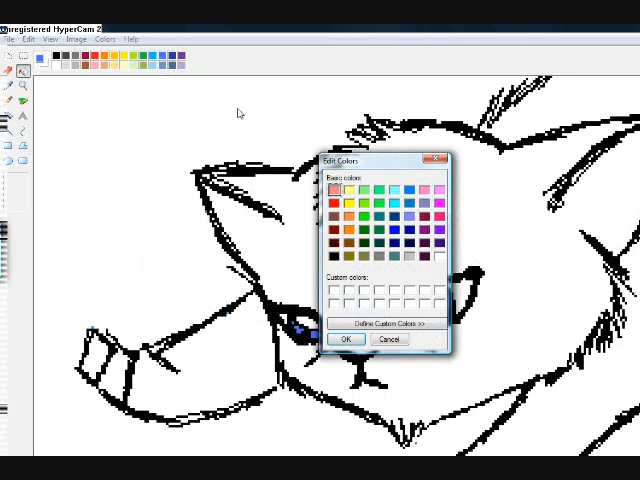 nregistered HyperCam 2
File Edit View Image Colors Help
Edit Colors
Basic colors:
Custom colors:
Define Custom Colors >>
OK Cancel